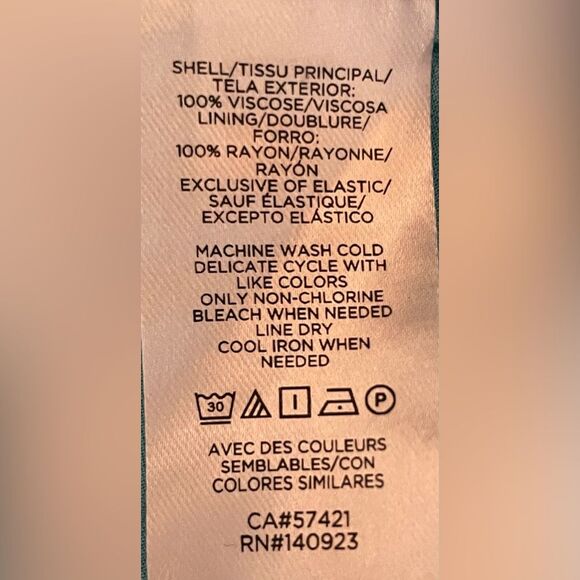 SHELL/TISSU PRINCIPAL/
TELA EXTERIOR:
100% VISCOSE/VISCOSA
LINING/DOUBLURE/
FORRO:
100% RAYON/RAYONNE/
RAYÓN
EXCLUSIVE OF ELASTIC/
SAUF ÉLASTIQUE/
EXCEPTO ELÁSTICO
MACHINE WASH COLD
DELICATE CYCLE WITH
LIKE COLORS
ONLY NON-CHLORINE
BLEACH WHEN NEEDED
LINE DRY
COOL IRON WHEN
NEEDED
30 P
AVEC DES COULEURS
SEMBLABLES/CON
COLORES SIMILARES
CA#57421
RN#140923